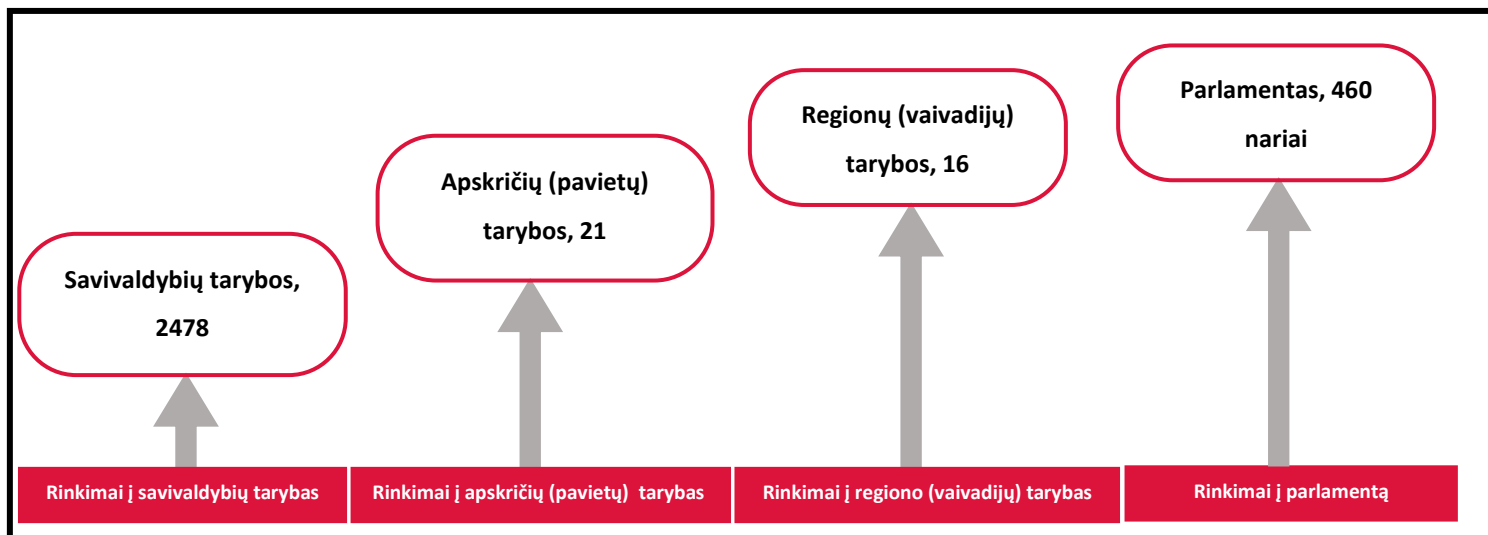 Savivaldybių tarybos,
2478
Apskričių (pavietų)
tarybos, 21
Regionų (vaivadijų)
tarybos, 16
Parlamentas, 460
nariai
Rinkimai į savivaldybių tarybas
Rinkimai į apskričių (pavietų) tarybas
Rinkimai į regiono (vaivadijų) tarybas
Rinkimai į parlamentą